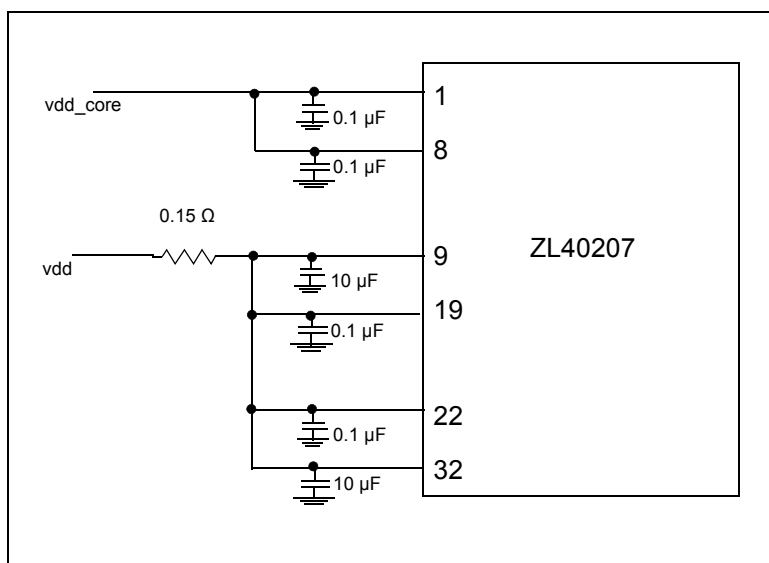 vdd_core
0.1 µF
1
0.1 µF
8
0.15 Ω
vdd
10 µF
9
ZL40207
0.1 µF
19
0.1 µF
22
10 µF
32